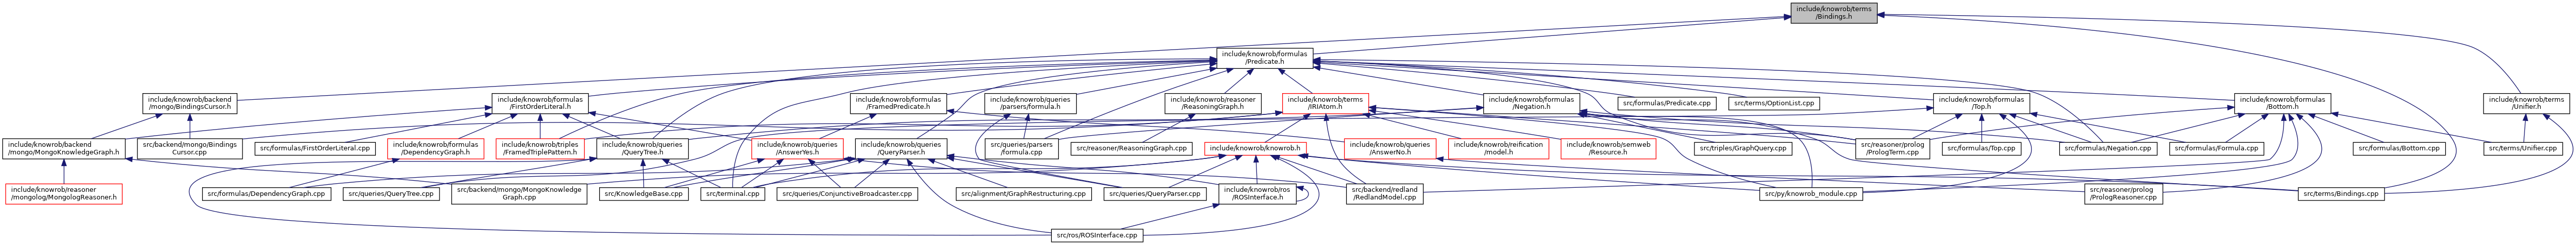 include/knowrob/terms
/Bindings.h
include/knowrob/formulas
/Predicate.h
include/knowrob/backend
/mongo/BindingsCursor.h
include/knowrob/formulas
/FirstOrderLiteral.h
include/knowrob/formulas
/FramedPredicate.h
include/knowrob/queries
/parsers/formula.h
include/knowrob/reasoner
/ReasoningGraph.h
include/knowrob/terms
/IRIAtom.h
include/knowrob/formulas
/Negation.h
src/formulas/Predicate.cpp
src/terms/OptionList.cpp
include/knowrob/formulas
/Top.h
include/knowrob/formulas
/Bottom.h
include/knowrob/terms
/Unifier.h
include/knowrob/backend
/mongo/MongoKnowledgeGraph.h
src/backend/mongo/Bindings
Cursor.cpp
src/formulas/FirstOrderLiteral.cpp
include/knowrob/formulas
/DependencyGraph.h
include/knowrob/triples
/FramedTriplePattern.h
include/knowrob/queries
/QueryTree.h
include/knowrob/queries
/AnswerYes.h
include/knowrob/queries
/QueryParser.h
src/queries/parsers
/formula.cpp
src/reasoner/ReasoningGraph.cpp
include/knowrob/knowrob.h
include/knowrob/queries
/AnswerNo.h
include/knowrob/reification
/model.h
include/knowrob/semweb
/Resource.h
src/triples/GraphQuery.cpp
src/reasoner/prolog
/PrologTerm.cpp
src/formulas/Top.cpp
src/formulas/Negation.cpp
src/formulas/Formula.cpp
src/formulas/Bottom.cpp
src/terms/Unifier.cpp
include/knowrob/reasoner
/mongolog/MongologReasoner.h
src/formulas/DependencyGraph.cpp
src/queries/QueryTree.cpp
src/backend/mongo/MongoKnowledge
Graph.cpp
src/KnowledgeBase.cpp
src/terminal.cpp
src/queries/ConjunctiveBroadcaster.cpp
src/alignment/GraphRestructuring.cpp
src/queries/QueryParser.cpp
include/knowrob/ros
/ROSInterface.h
src/backend/redland
/RedlandModel.cpp
src/py/knowrob_module.cpp
src/reasoner/prolog
/PrologReasoner.cpp
src/terms/Bindings.cpp
src/ros/ROSInterface.cpp